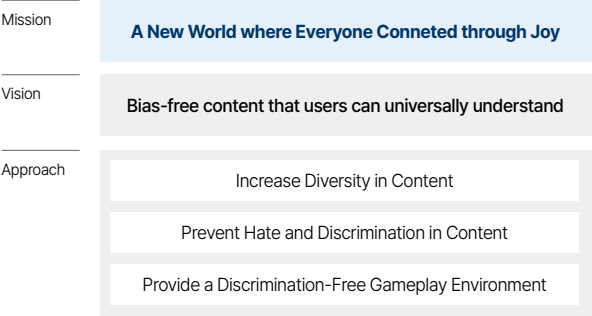 Mission
A New World where Everyone Conneted through Joy
Vision
Bias-free content that users can universally understand
Approach
Increase Diversity in Content
Prevent Hate and Discrimination in Content
Provide a Discrimination-Free Gameplay Environment